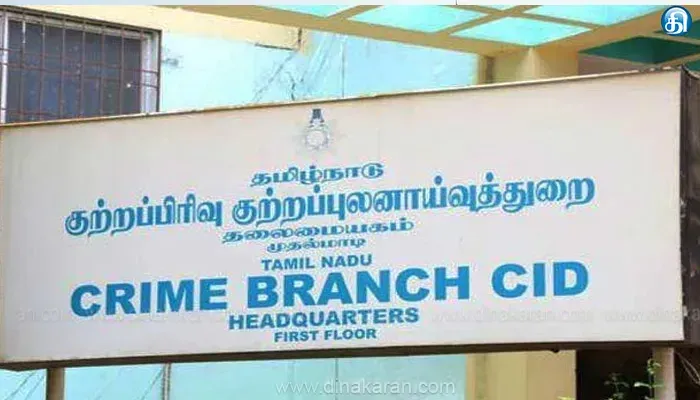 தி
தமிழ்நாடு
குற்றப்பிரிவு குற்றப்புலனாய்வுத்துறை
தலைமையகம்
முதல்மாடி
TAMIL NADU
CRIME BRANCH CID
HEADQUARTERS
FIRST FLOOR
www.dinakaran.com